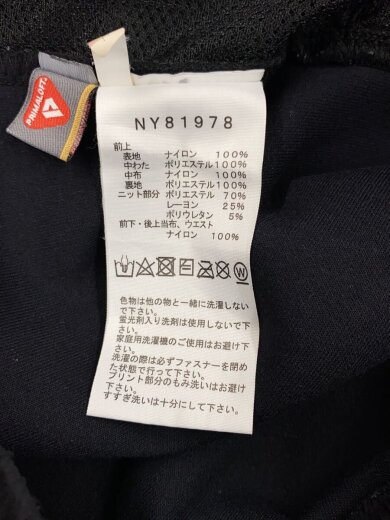 PRIMALOFT
NY81978
前上
表地 ナイロン 100%
中わた ポリエステル 100%
中布 ナイロン 100%
裏地 ポリエステル 100%
ニット部分 ポリエステル 70%
レーヨン 25%
ポリウレタン 5%
前下・後上当布、ウエスト
ナイロン 100%
W
色物は他の物と一緒に洗濯しない
で下さい。
蛍光剤入り洗剤は使用しないで下
さい。
家庭用洗濯機のご使用はお避け下
さい。
洗濯の際は必ずファスナーを閉め
た状態で行って下さい。
プリント部分のもみ洗いはお避け
下さい。
すすぎ洗いは十分にして下さい。